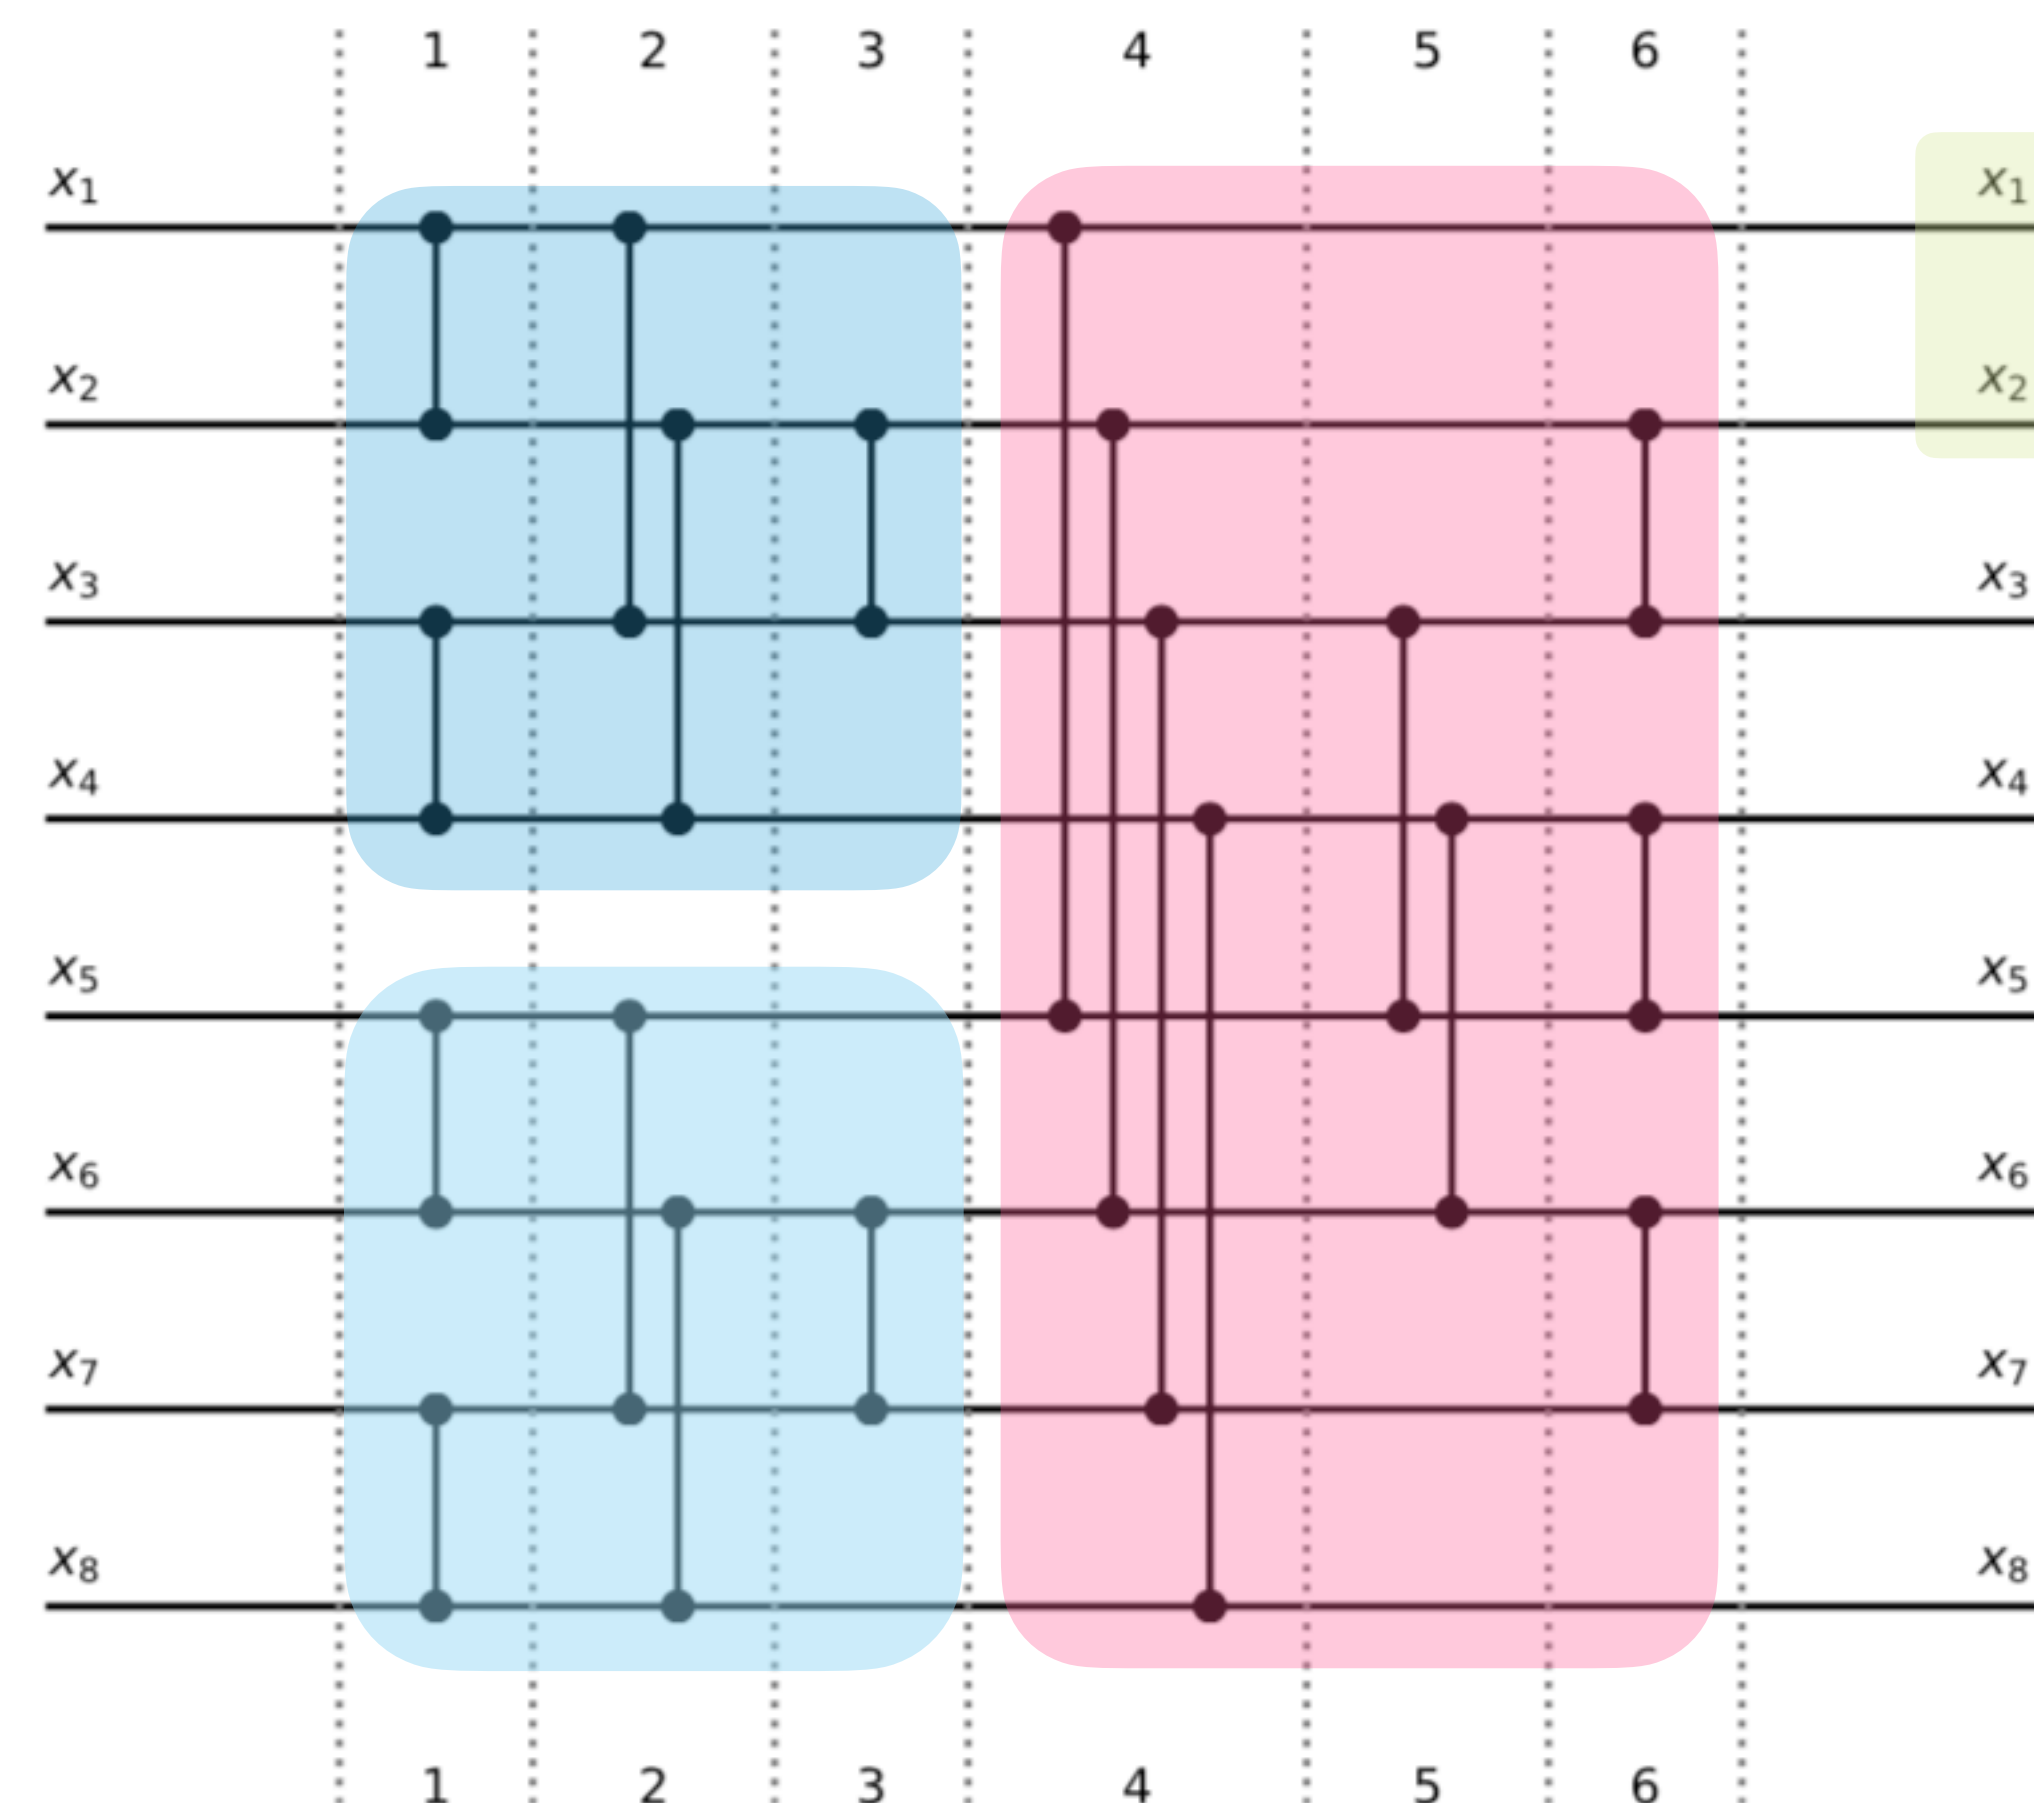 1 2 3 4 5 6
x₁ x₁
x₂ x₂
x₃ x₃
x₄ x₄
x₅ x₅
x₆ x₆
x₇ x₇
x₈ x₈
1 2 3 4 5 6